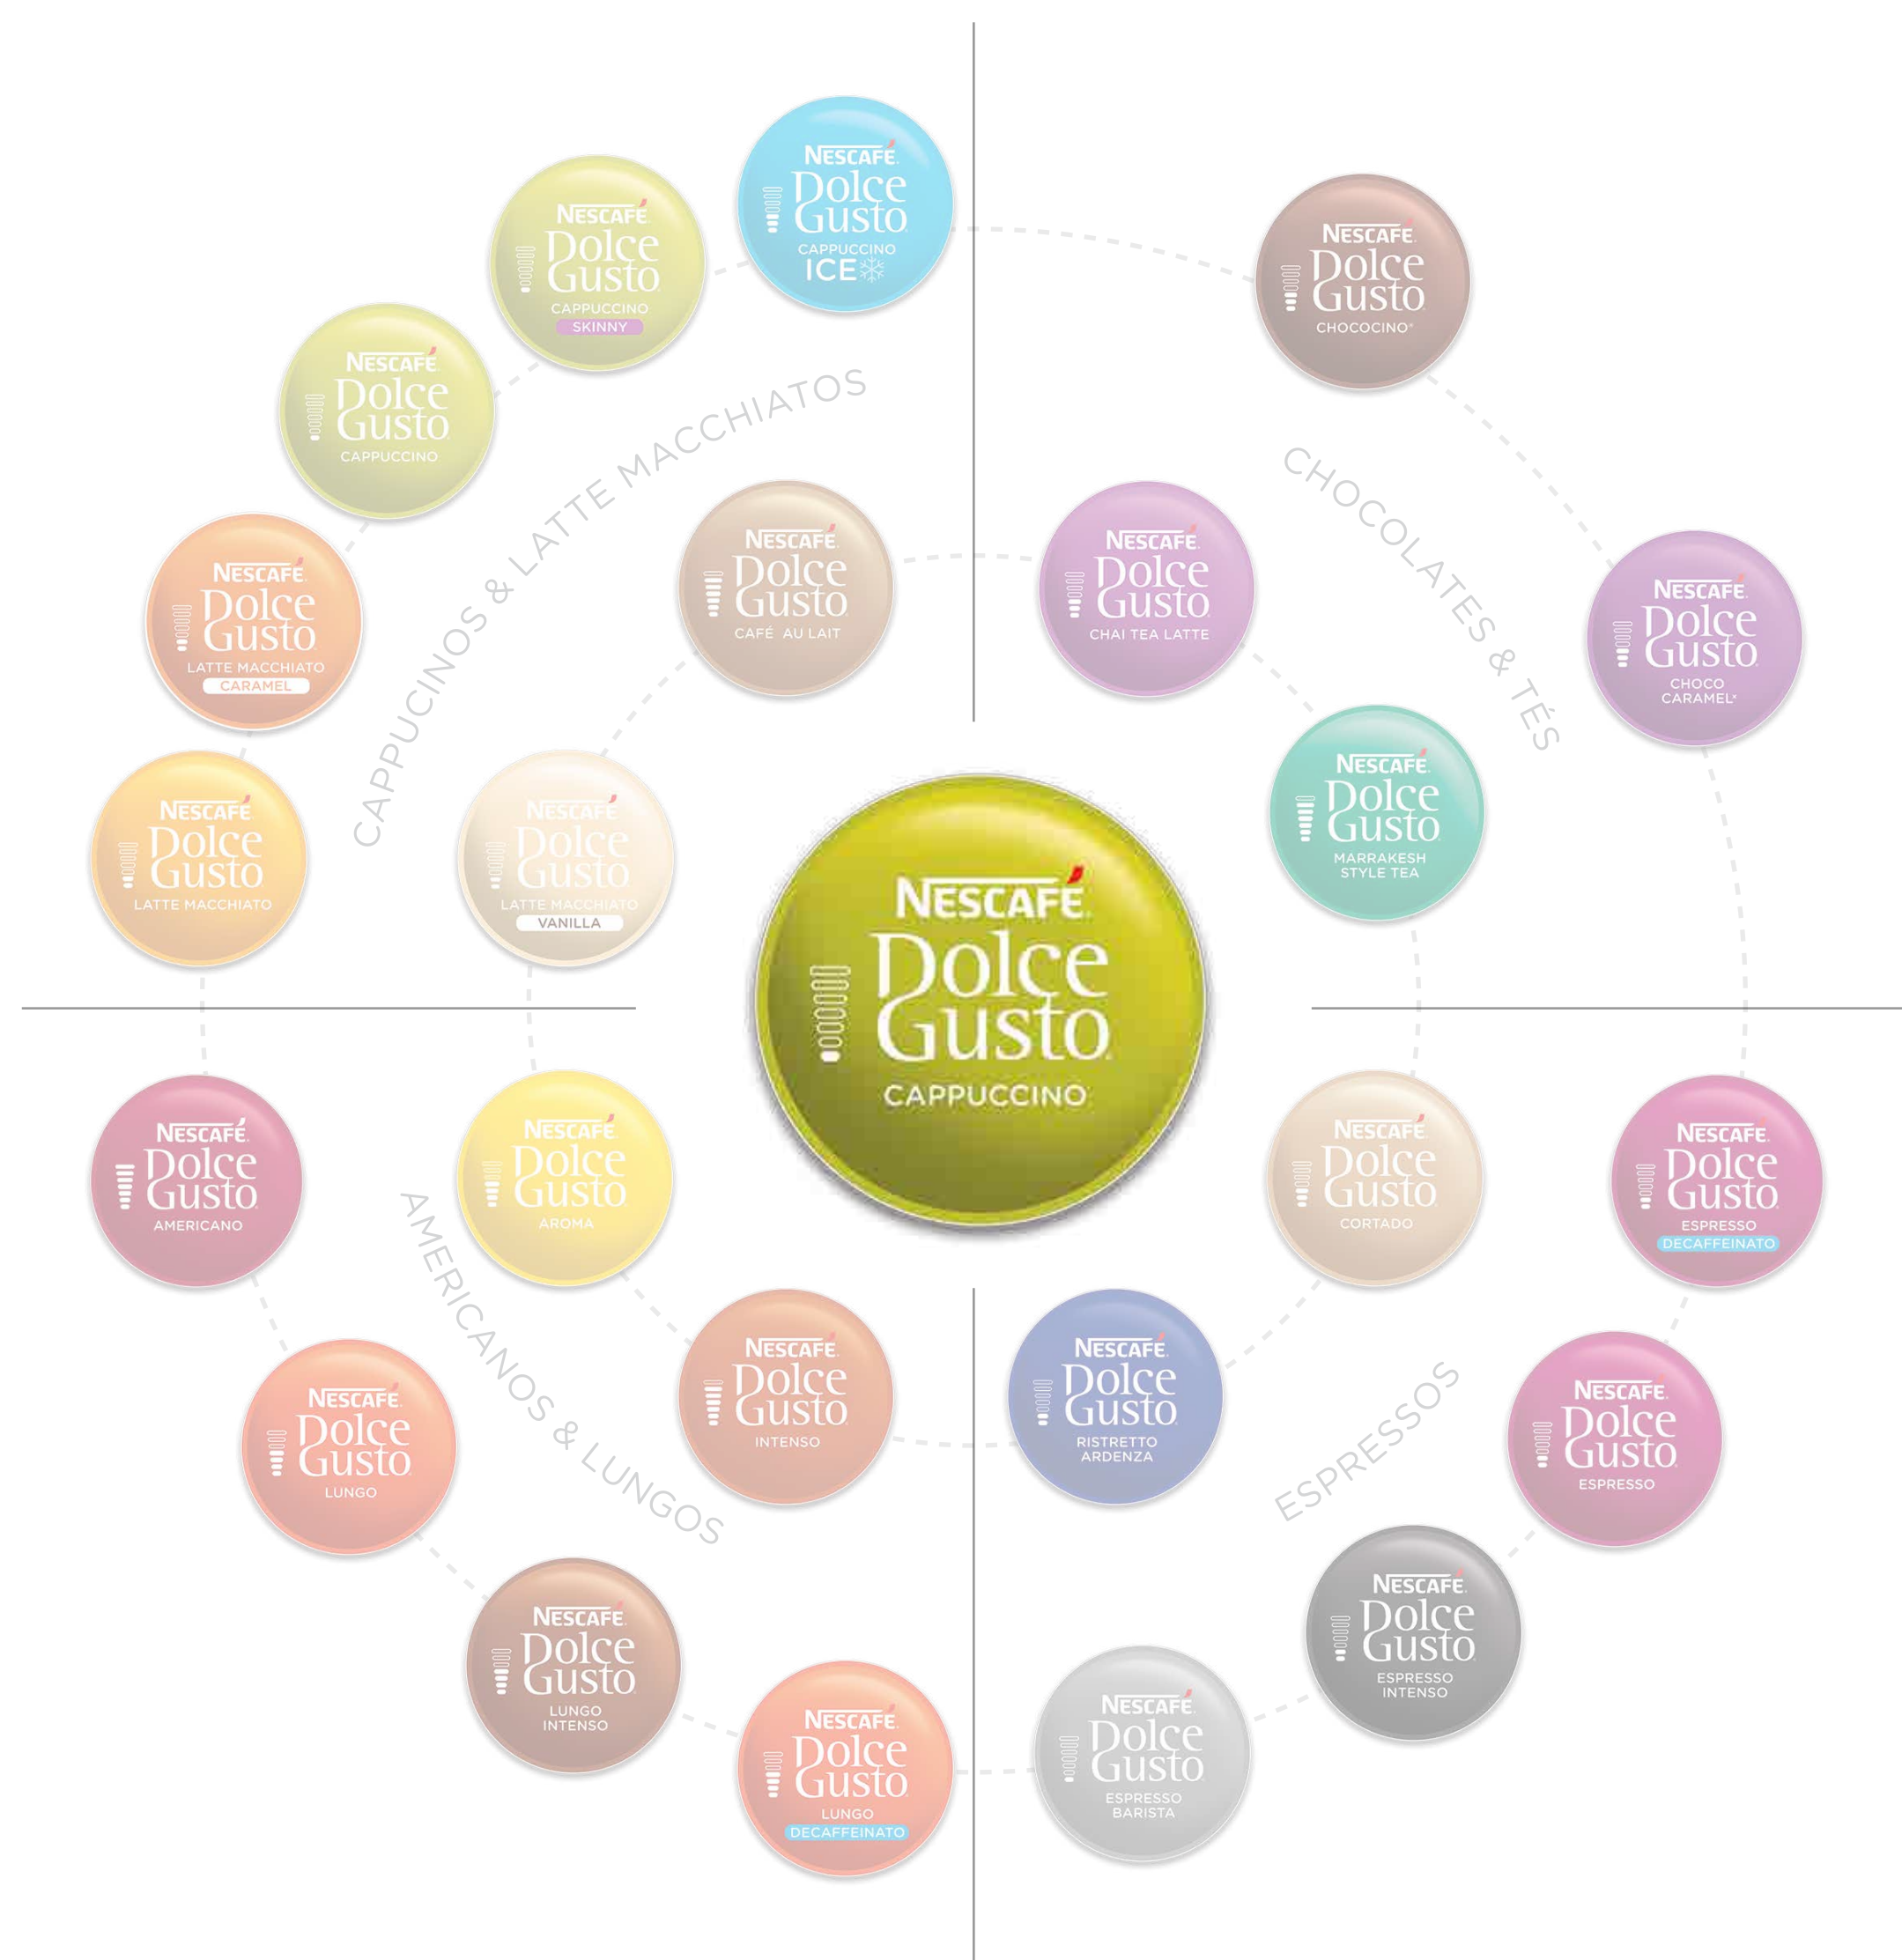 NESCAFÉ.
Dolce
Gusto
CAPPUCCINO
ICE
NESCAFÉ.
Dolce
Gusto
CAPPUCCINO
SKINNY
NESCAFÉ.
Dolce
Gusto
CAPPUCCINO
NESCAFÉ.
Dolce
Gusto
LATTE MACCHIATO
CARAMEL
NESCAFÉ
Dolce
Gusto
LATTE MACCHIATO
CAPPUCINOS & LATTE MACCHIATOS
NESCAFÉ.
Dolce
Gusto
CAFÉ AU LAIT
NESCAFÉ.
Dolce
Gusto
LATTE MACCHIATO
VANILLA
NESCAFÉ.
Dolce
Gusto
CHOCOCINO®
CHOCOLATES & TÉS
NESCAFÉ.
Dolce
Gusto
CHAI TEA LATTE
NESCAFÉ.
Dolce
Gusto
CHOCO
CARAMEL*
NESCAFÉ.
Dolce
Gusto
MARRAKESH
STYLE TEA
NESCAFÉ.
Dolce
Gusto
CAPPUCCINO
NESCAFÉ.
Dolce
Gusto
AMERICANO
NESCAFÉ.
Dolce
Gusto
AROMA
AMERICANOS & LUNGOS
NESCAFÉ.
Dolce
Gusto
INTENSO
NESCAFÉ.
Dolce
Gusto
LUNGO
NESCAFÉ.
Dolce
Gusto
LUNGO
INTENSO
NESCAFÉ.
Dolce
Gusto
LUNGO
DECAFFEINATO
NESCAFÉ.
Dolce
Gusto
CORTADO
NESCAFÉ.
Dolce
Gusto
ESPRESSO
DECAFFEINATO
NESCAFÉ.
Dolce
Gusto
RISTRETTO
ARDENZA
ESPRESSOS
NESCAFÉ.
Dolce
Gusto
ESPRESSO
NESCAFÉ.
Dolce
Gusto
ESPRESSO
INTENSO
NESCAFÉ.
Dolce
Gusto
ESPRESSO
BARISTA